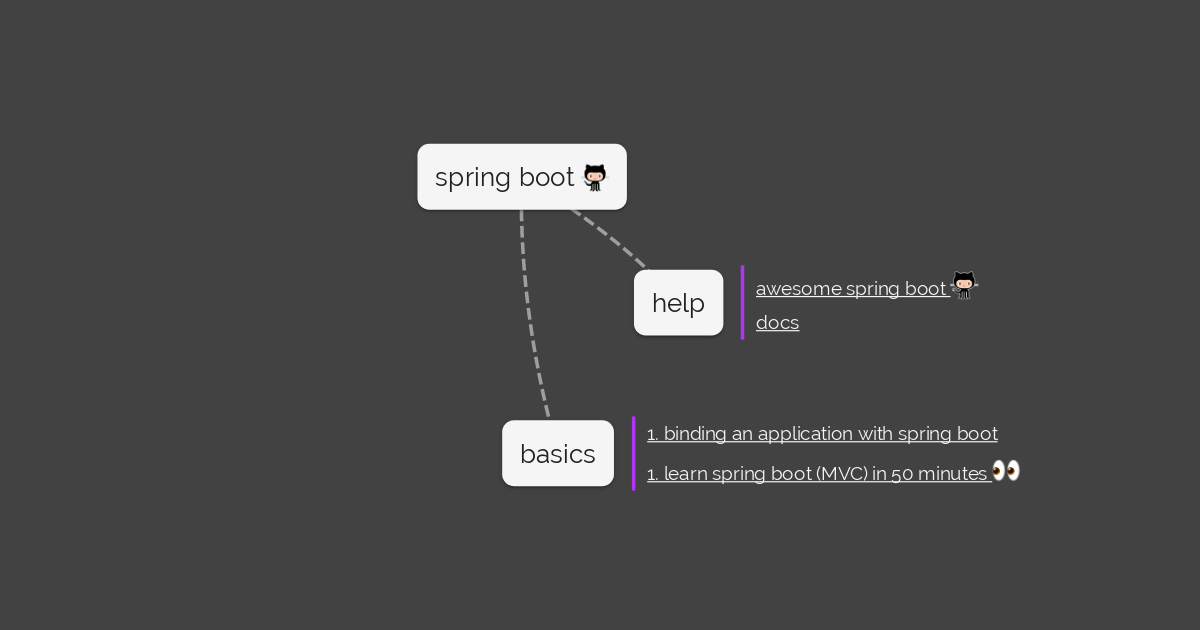 spring boot
help
awesome spring boot
docs
basics
1. binding an application with spring boot
1. learn spring boot (MVC) in 50 minutes